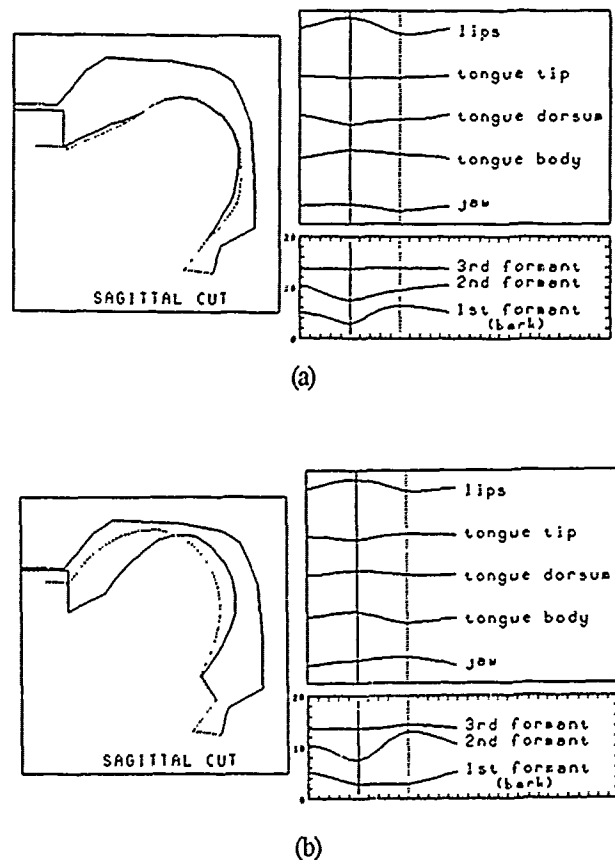 lips
tongue tip
tongue dorsum
tongue body
jaw
20
3rd formant
10
2nd formant
1st formant
(bark)
0
SAGITTAL CUT
(a)
lips
tongue tip
tongue dorsum
tongue body
jaw
20
3rd formant
2nd formant
10
1st formant
(bark)
0
SAGITTAL CUT
(b)